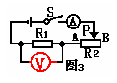 S A P
R₁ A R₂ B
V
图3